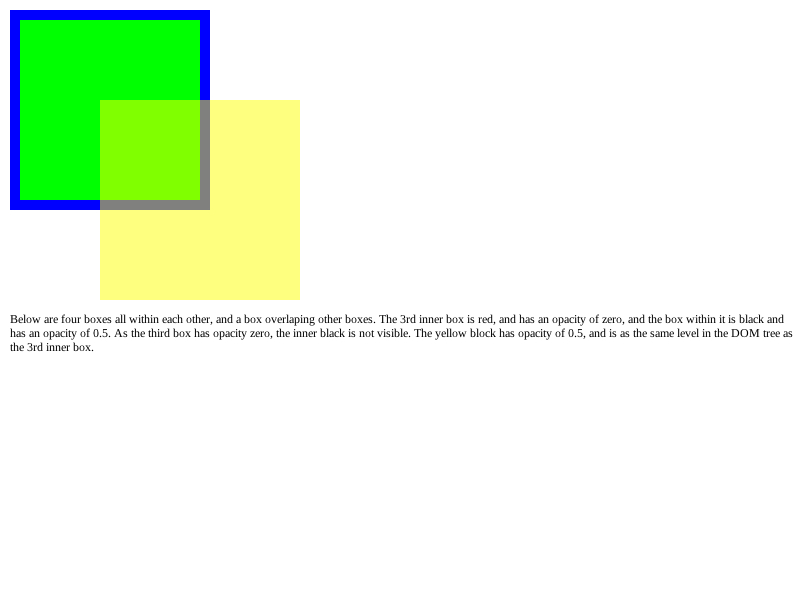 Below are four boxes all within each other, and a box overlaping other boxes. The 3rd inner box is red, and has an opacity of zero, and the box within it is black and
has an opacity of 0.5. As the third box has opacity zero, the inner black is not visible. The yellow block has opacity of 0.5, and is as the same level in the DOM tree as
the 3rd inner box.